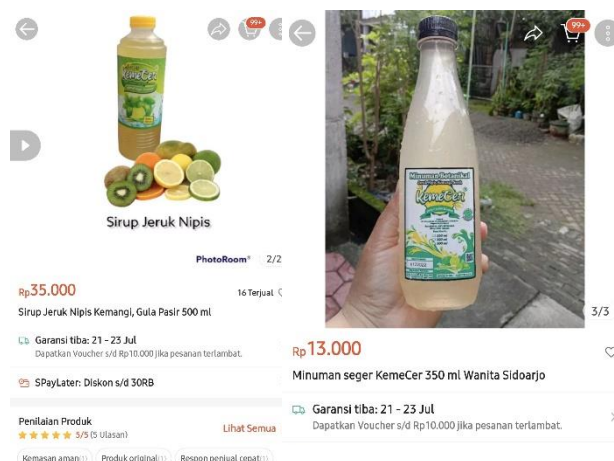 99+
KemeCer
Sirup Jeruk Nipis
PhotoRoom
2/2
Rp35.000
16 Terjual
Sirup Jeruk Nipis Kemangi, Gula Pasir 500 ml
Garansi tiba: 21 - 23 Jul
Dapatkan Voucher s/d Rp10.000 jika pesanan terlambat.
SPayLater: Diskon s/d 30RB
Penilaian Produk
5/5 (5 Ulasan)
Lihat Semua
Kemasan aman(1)
Produk original(1)
Respon penjual cepat(1)
99+
Minuman Botanikal
KemeCer
3/3
Rp13.000
Minuman seger KemeCer 350 ml Wanita Sidoarjo
Garansi tiba: 21 - 23 Jul
Dapatkan Voucher s/d Rp10.000 jika pesanan terlambat.